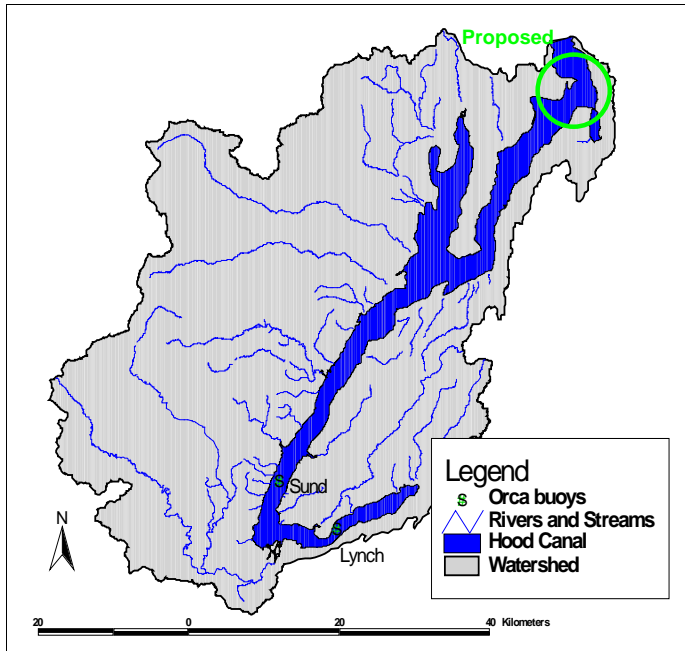 Proposed
$ Sund
$
Lynch
N
Legend
$ Orca buoys
Rivers and Streams
Hood Canal
Watershed
20 0 20 40 Kilometers